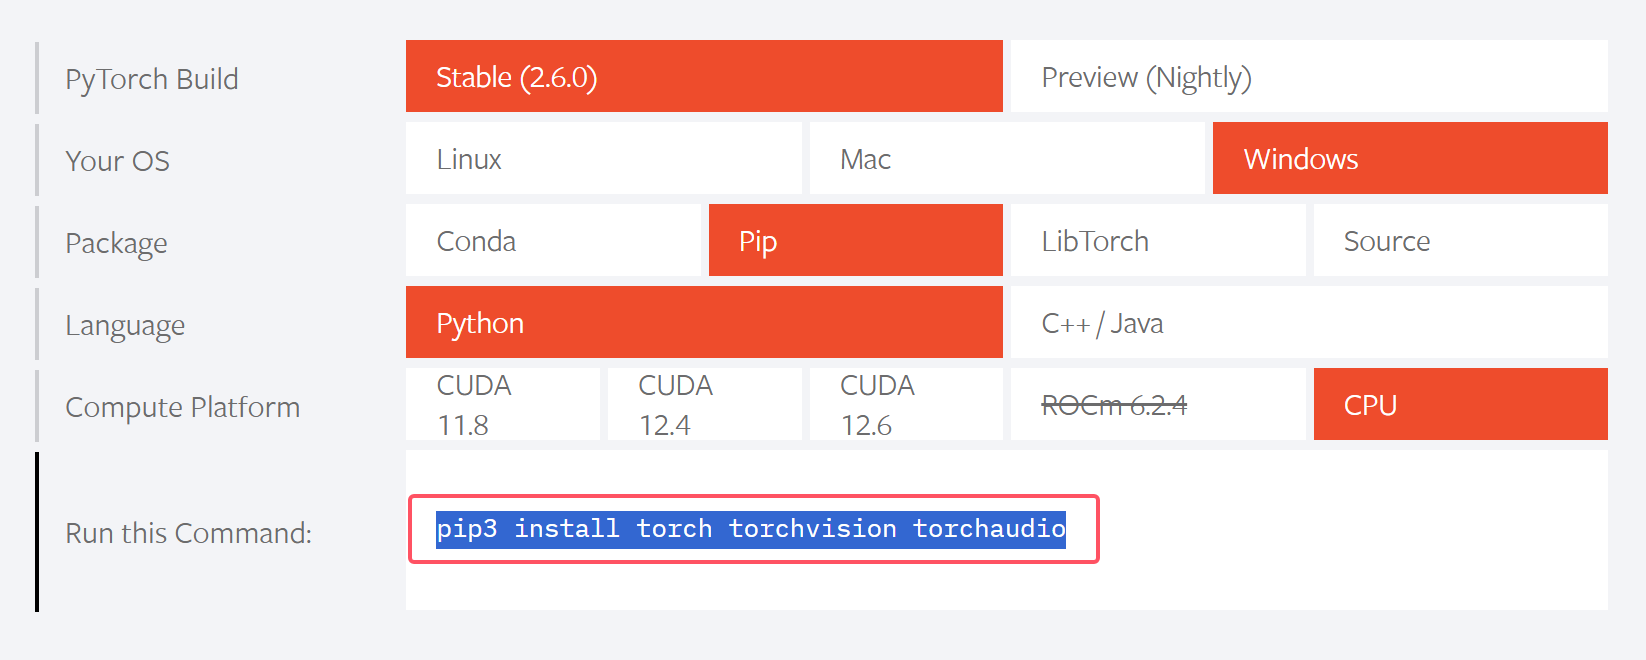 PyTorch Build
Stable (2.6.0)
Preview (Nightly)
Your OS
Linux
Mac
Windows
Package
Conda
Pip
LibTorch
Source
Language
Python
C++ / Java
Compute Platform
CUDA
11.8
CUDA
12.4
CUDA
12.6
ROCm 6.2.4
CPU
Run this Command:
pip3 install torch torchvision torchaudio